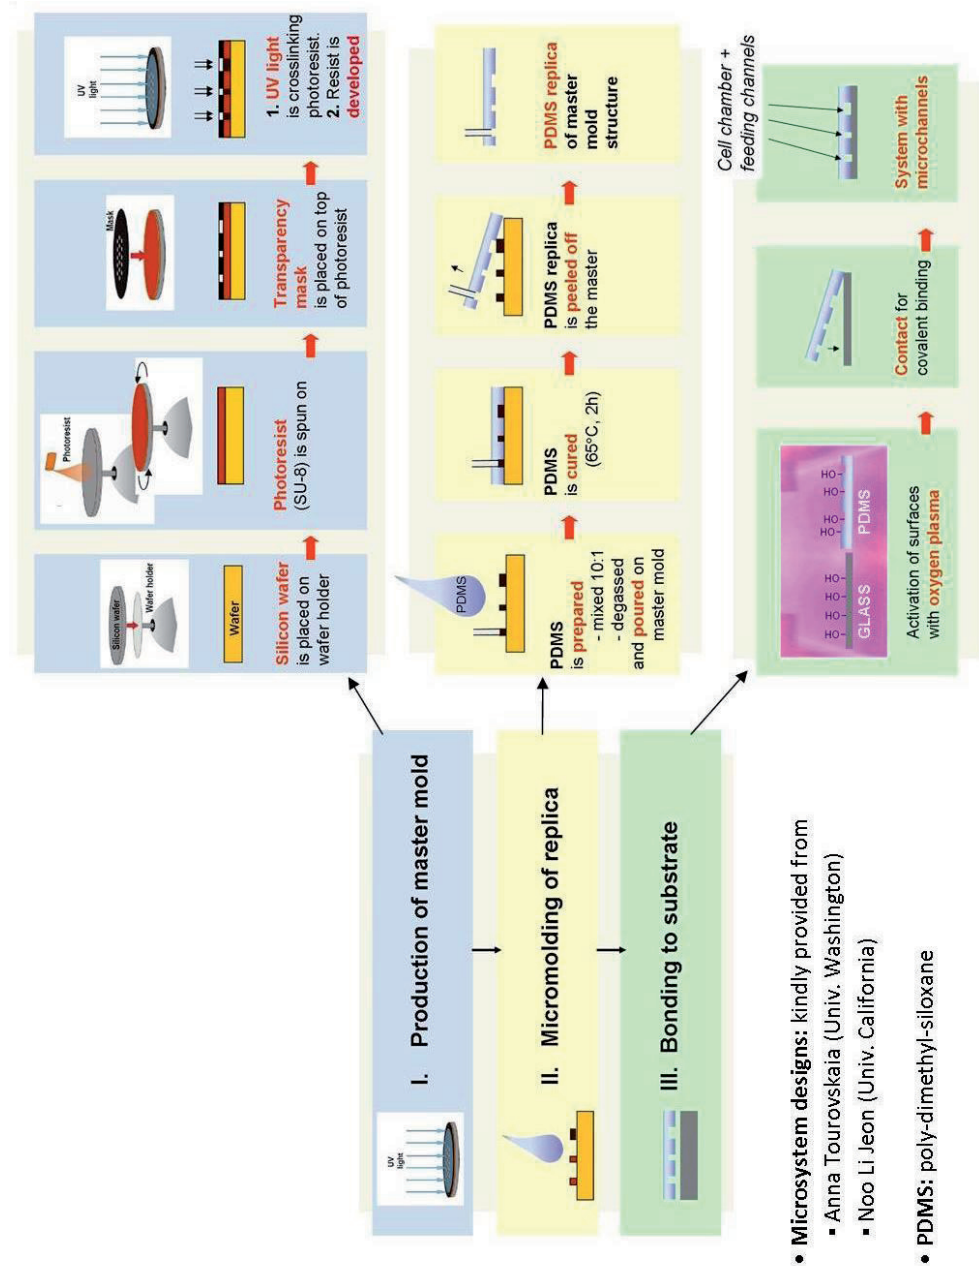 UV
light
I. Production of master mold
II. Micromolding of replica
III. Bonding to substrate
Silicon wafer
Wafer holder
Wafer
Silicon wafer
is placed on
wafer holder
Photoresist
Photoresist
(SU-8) is spun on
Mask
Transparency
mask
is placed on top
of photoresist
UV
light
1. UV light
is crosslinking
photoresist.
2. Resist is
developed
PDMS
PDMS
is prepared
- mixed 10:1
- degassed
and poured on
master mold
PDMS
is cured
(65°C, 2h)
PDMS replica
is peeled off
the master
PDMS replica
of master
mold
structure
HO
HO
HO
HO
HO
HO
HO
GLASS
PDMS
Activation of surfaces
with oxygen plasma
Contact for
covalent binding
Cell chamber +
feeding channels
System with
microchannels
• Microsystem designs: kindly provided from
▪ Anna Tourovskaia (Univ. Washington)
▪ Noo Li Jeon (Univ. California)
• PDMS: poly-dimethyl-siloxane